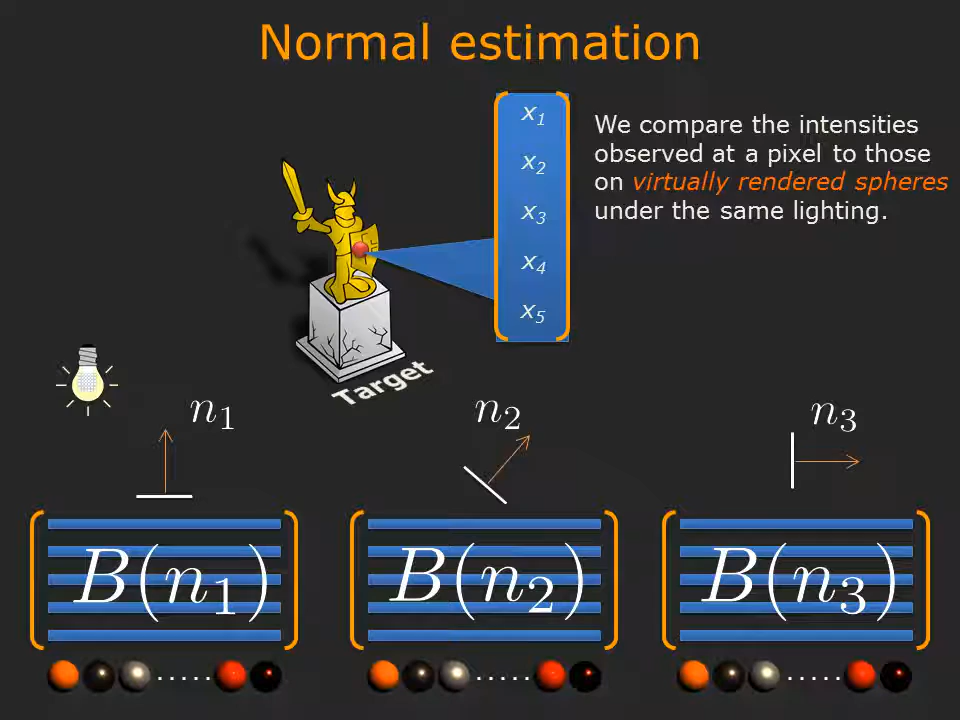 Normal estimation
x1
x2
x3
x4
x5
We compare the intensities
observed at a pixel to those
on virtually rendered spheres
under the same lighting.
Target
n1
n2
n3
B(n1)
B(n2)
B(n3)
.....
.....
.....